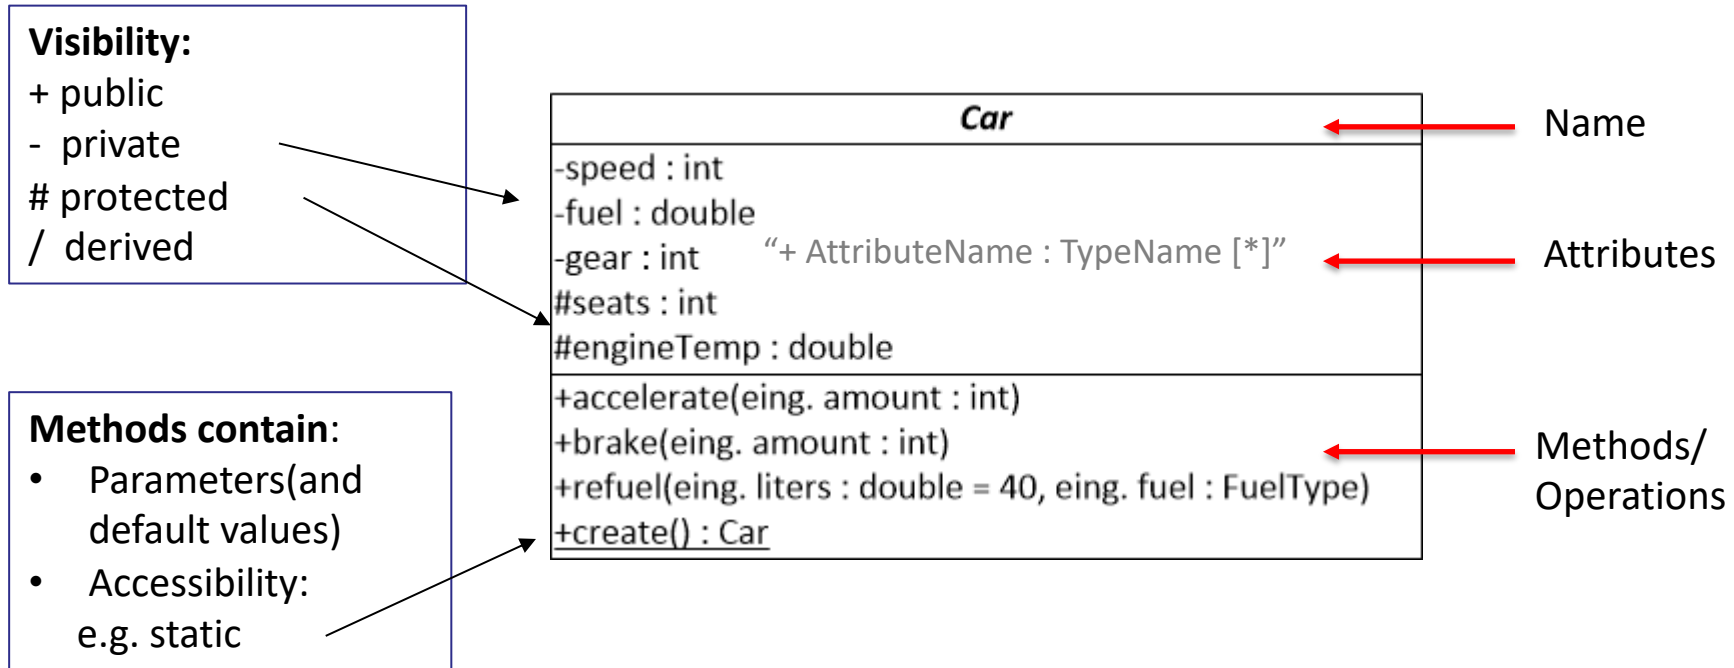 Visibility:
+ public
- private
# protected
/ derived
Methods contain:
• Parameters(and
default values)
• Accessibility:
e.g. static
Car
-speed : int
-fuel : double
-gear : int
“+ AttributeName : TypeName [*]”
#seats : int
#engineTemp : double
+accelerate(eing. amount : int)
+brake(eing. amount : int)
+refuel(eing. liters : double = 40, eing. fuel : FuelType)
+create() : Car
Name
Attributes
Methods/
Operations